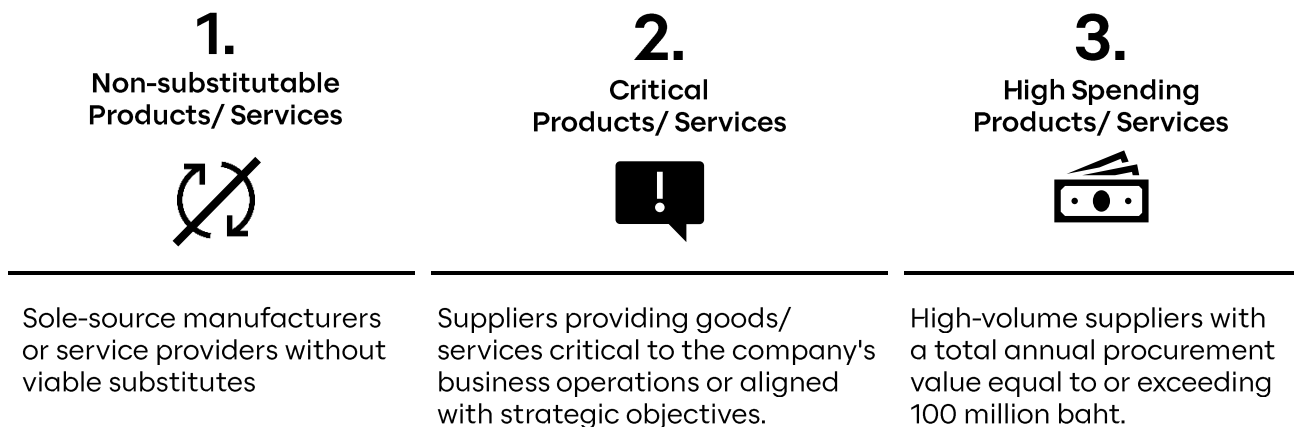 1.
Non-substitutable
Products/ Services
Sole-source manufacturers
or service providers without
viable substitutes
2.
Critical
Products/ Services
!
Suppliers providing goods/
services critical to the company's
business operations or aligned
with strategic objectives.
3.
High Spending
Products/ Services
High-volume suppliers with
a total annual procurement
value equal to or exceeding
100 million baht.